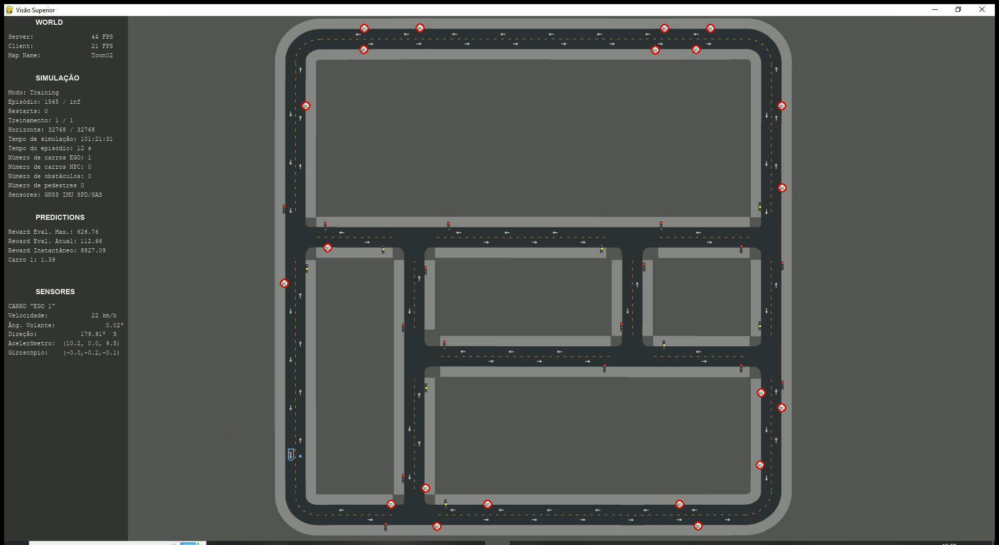 Visão Superior
WORLD
Server: 44 FPS
Client: 21 FPS
Map Name: Town02
SIMULAÇÃO
Modo: Training
Episódio: 1565 / inf
Restarts: 0
Treinamento: 1 / 1
Horizonte: 32768 / 32768
Tempo de simulação: 101:21:31
Tempo do episódio: 12 s
Número de carros EGO: 1
Número de carros NPC: 0
Número de obstáculos: 0
Número de pedestres 0
Sensores: GNSS IMU SPD/SAS
PREDICTIONS
Reward Eval. Max.: 626.76
Reward Eval. Atual: 112.66
Reward Instantâneo: 8827.09
Carro 1: 1.39
SENSORES
CARRO "EGO 1"
Velocidade: 22 km/h
Âng. Volante: 0.02°
Direção: 179.91° S
Acelerômetro: (10.2, 0.0, 9.5)
Giroscópio: (-0.0,-0.2,-0.1)